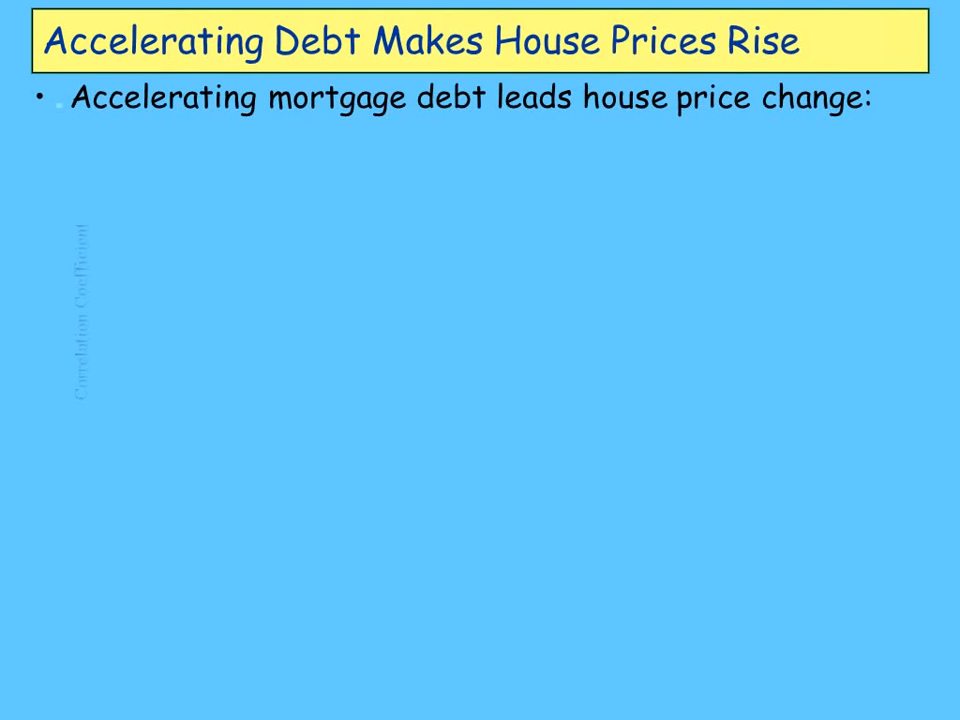 Accelerating Debt Makes House Prices Rise
• . Accelerating mortgage debt leads house price change:
Correlation Coefficient